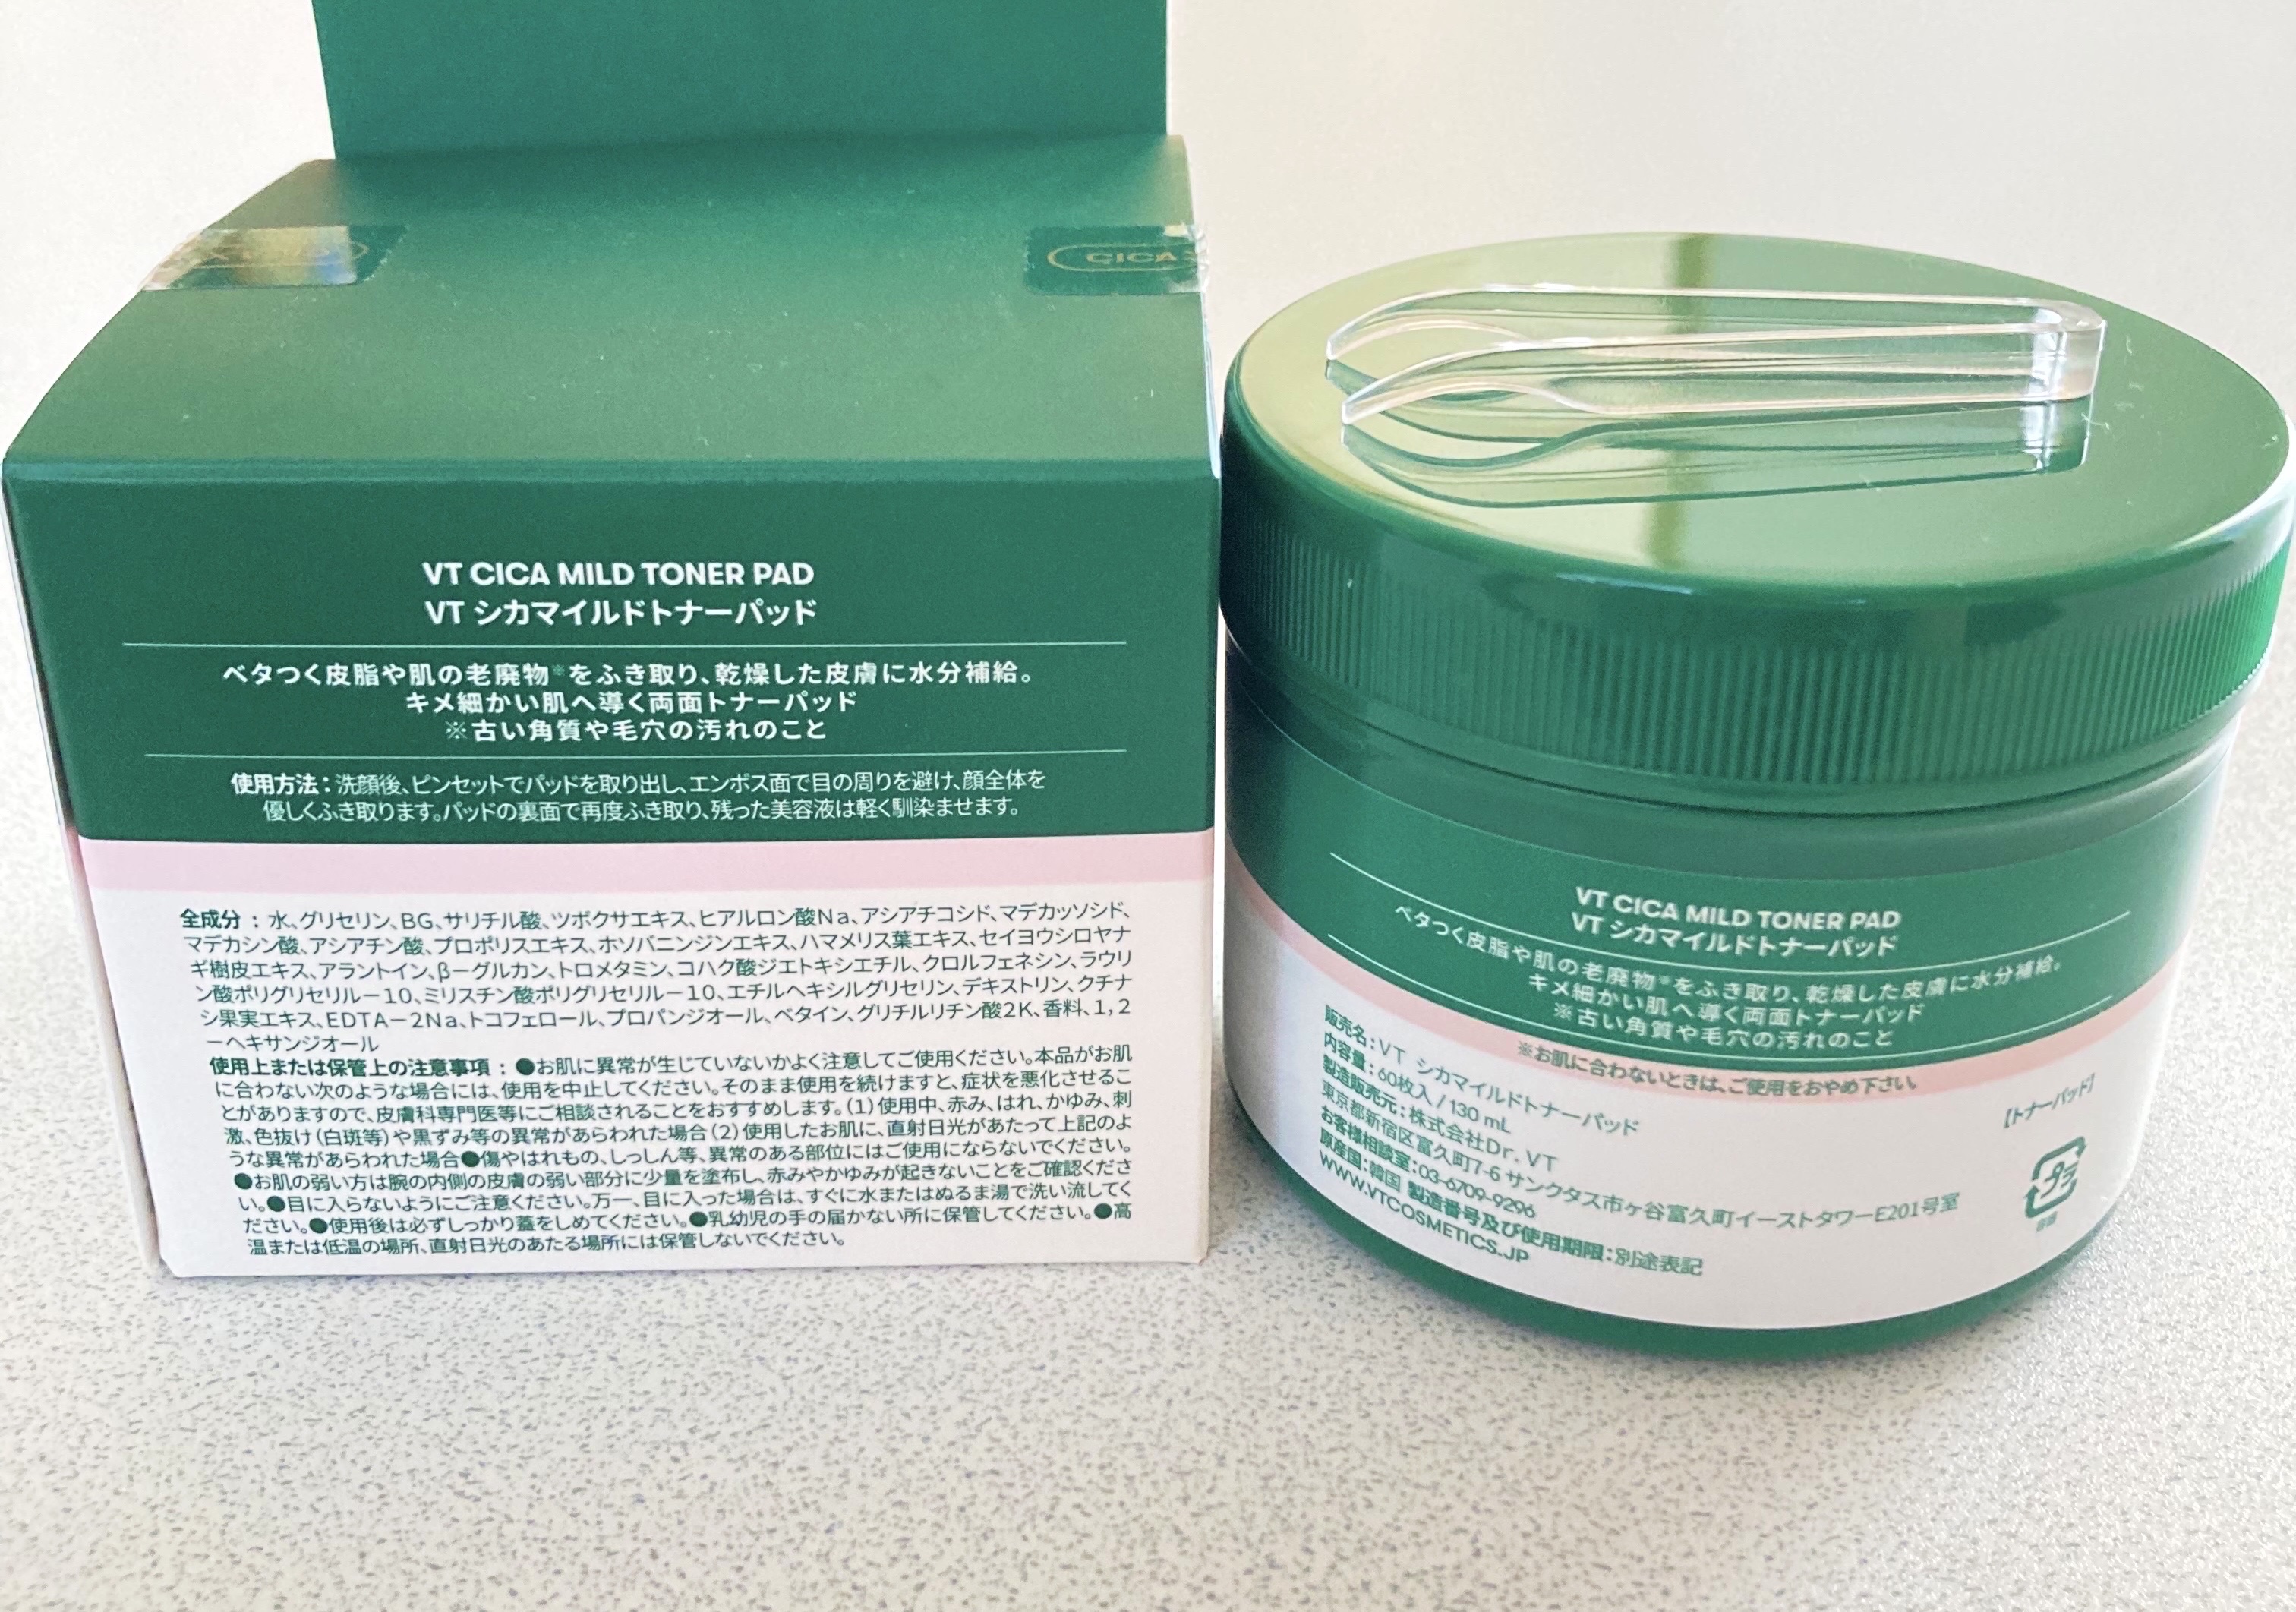 CICA
VT CICA MILD TONER PAD
VT シカマイルドトナーパッド
ベタつく皮脂や肌の老廃物※をふき取り、乾燥した皮膚に水分補給。
キメ細かい肌へ導く両面トナーパッド
※古い角質や毛穴の汚れのこと
使用方法：洗顔後、ピンセットでパッドを取り出し、エンボス面で目の周りを避け、顔全体を
優しくふき取ります。パッドの裏面で再度ふき取り、残った美容液は軽く馴染ませます。
全成分 : 水、グリセリン、BG、サリチル酸、ツボクサエキス、ヒアルロン酸Na、アシアチコシド、マデカッソシド、
マデカシン酸、アシアチン酸、プロポリスエキス、ホソバニンジンエキス、ハマメリス葉エキス、セイヨウシロヤナ
ギ樹皮エキス、アラントイン、β－グルカン、トロメタミン、コハク酸ジエトキシエチル、クロルフェネシン、ラウリ
ン酸ポリグリセリル－10、ミリスチン酸ポリグリセリル－10、エチルヘキシルグリセリン、デキストリン、クチナ
シ果実エキス、EDTA－2Na、トコフェロール、プロパンジオール、ベタイン、グリチルリチン酸2K、香料、1,2
－ヘキサンジオール
使用上または保管上の注意事項 : ●お肌に異常が生じていないかよく注意してご使用ください。本品がお肌
に合わない次のような場合には、使用を中止してください。そのまま使用を続けますと、症状を悪化させるこ
とがありますので、皮膚科専門医等にご相談されることをおすすめします。(1)使用中、赤み、はれ、かゆみ、刺
激、色抜け(白斑等)や黒ずみ等の異常があらわれた場合(2)使用したお肌に、直射日光があたって上記のよ
うな異常があらわれた場合●傷やはれもの、しっしん等、異常のある部位にはご使用にならないでください。
●お肌の弱い方は腕の内側の皮膚の弱い部分に少量を塗布し、赤みやかゆみが起きないことをご確認くださ
い。●目に入らないようにご注意ください。万一、目に入った場合は、すぐに水またはぬるま湯で洗い流してく
ださい。●使用後は必ずしっかり蓋をしめてください。●乳幼児の手の届かない所に保管してください。●高
温または低温の場所、直射日光のあたる場所には保管しないでください。
VT CICA MILD TONER PAD
VT シカマイルドトナーパッド
ベタつく皮脂や肌の老廃物※をふき取り、乾燥した皮膚に水分補給。
キメ細かい肌へ導く両面トナーパッド
※古い角質や毛穴の汚れのこと
※お肌に合わないときは、ご使用をおやめ下さい。
販売名：VT シカマイルドトナーパッド
内容量：60枚入 / 130 mL
製造販売元：株式会社Dr. VT
東京都新宿区富久町7-6 サンクタス市ヶ谷富久町イーストタワーE201号室
お客様相談室：03-6709-9296
原産国：韓国 製造番号及び使用期限：別途表記
WWW.VTCOSMETICS.JP
【トナーパッド】
プラ
容器